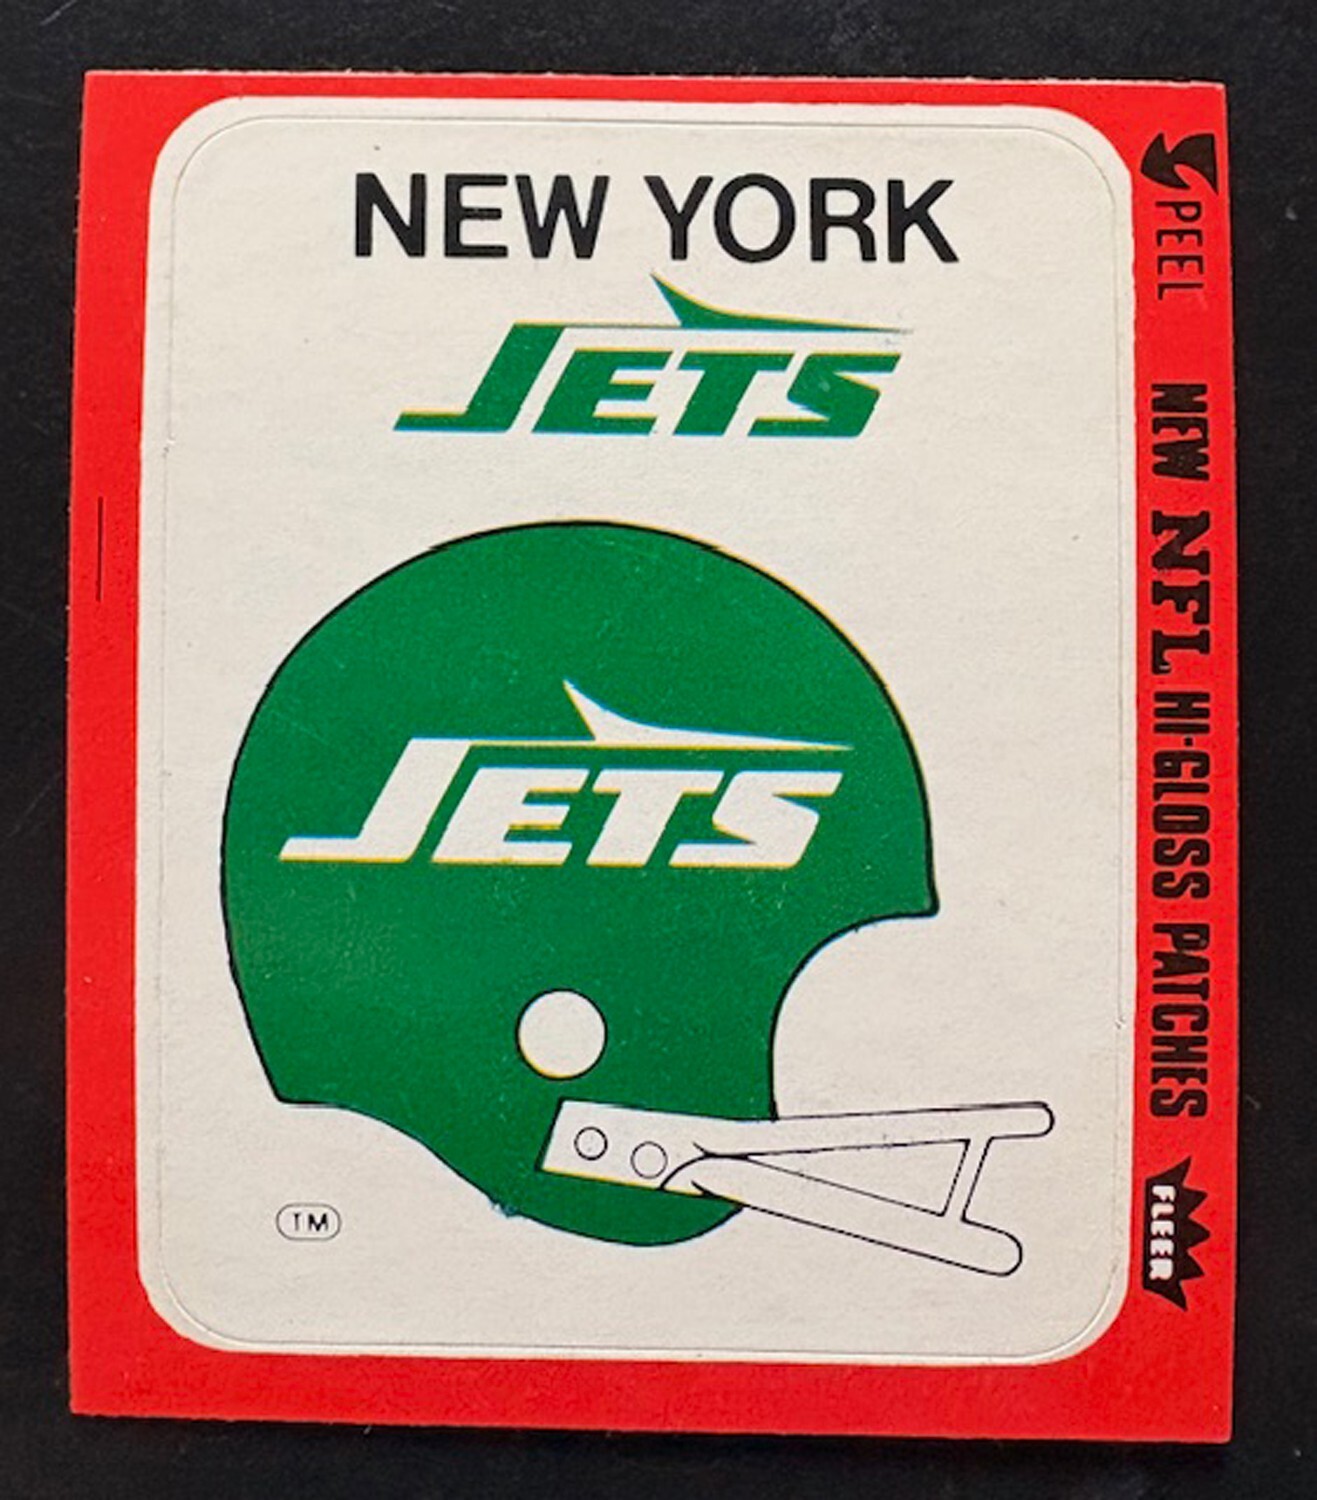 NEW YORK
JETS
JETS
TM
PEEL NEW NFL HI-GLOSS PATCHES FLEER